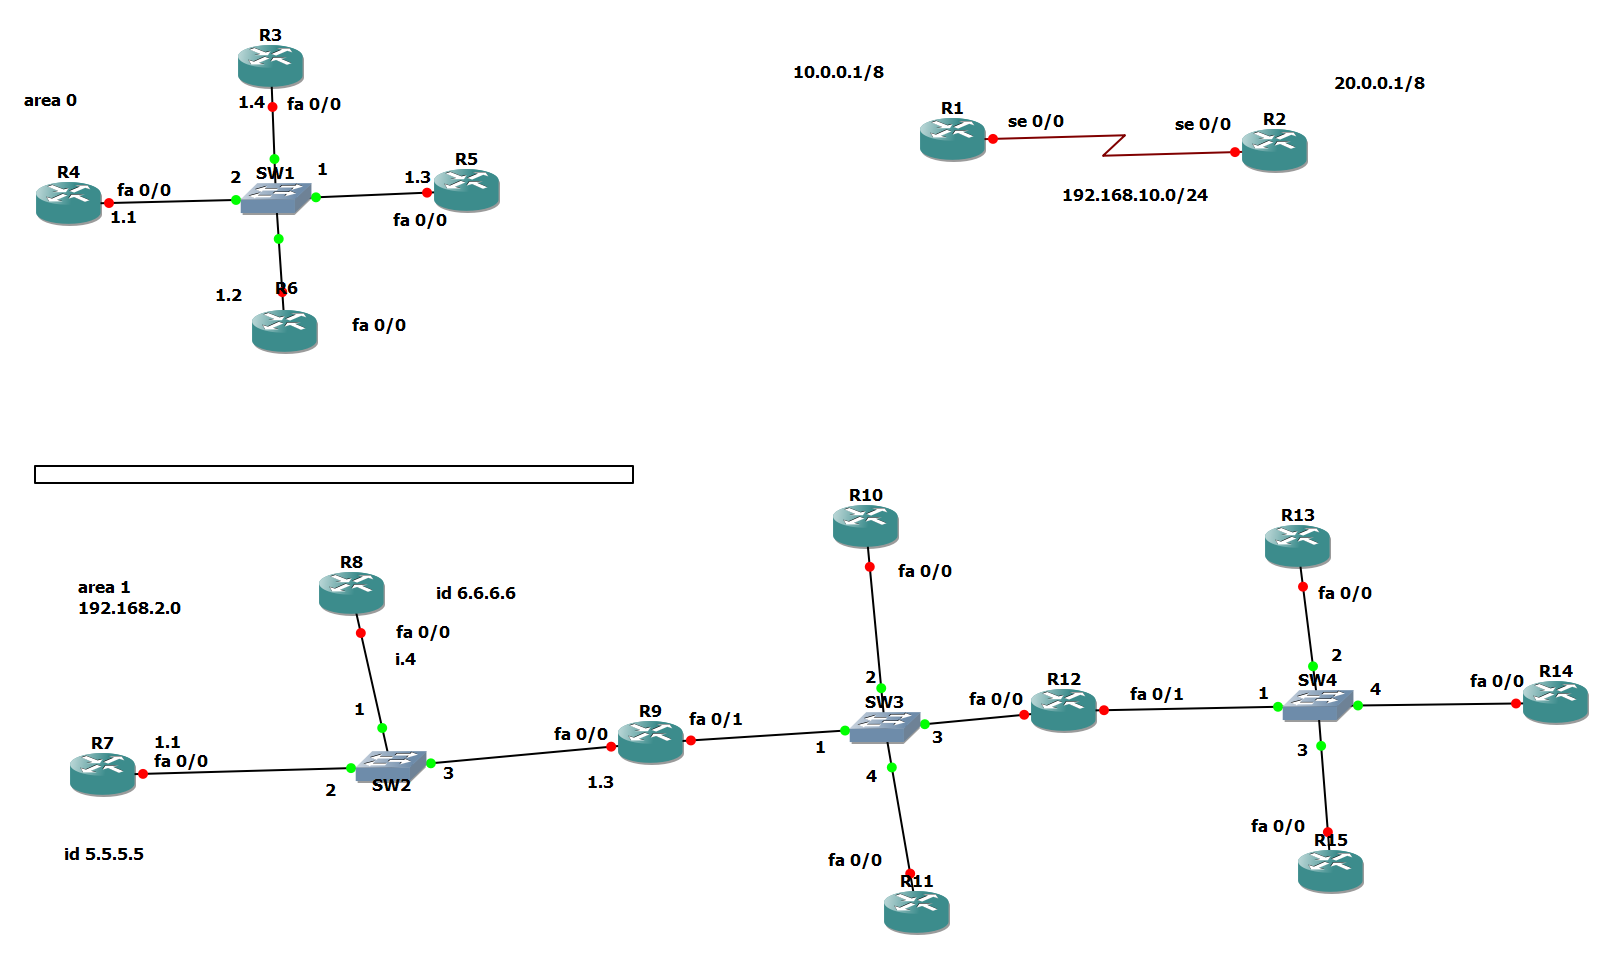 R3
area 0
1.4
fa 0/0
R4
fa 0/0
1.1
2
SW1
1
R5
1.3
fa 0/0
R6
1.2
fa 0/0
10.0.0.1/8
20.0.0.1/8
R1
se 0/0
se 0/0
R2
192.168.10.0/24
area 1
192.168.2.0
R8
id 6.6.6.6
fa 0/0
i.4
1
R7
1.1
fa 0/0
2
SW2
3
id 5.5.5.5
fa 0/0
R9
fa 0/1
1.3
R10
fa 0/0
2
SW3
1
3
4
fa 0/0
R11
fa 0/0
R12
fa 0/1
R13
fa 0/0
2
1
SW4
4
3
fa 0/0
R14
fa 0/0
R15